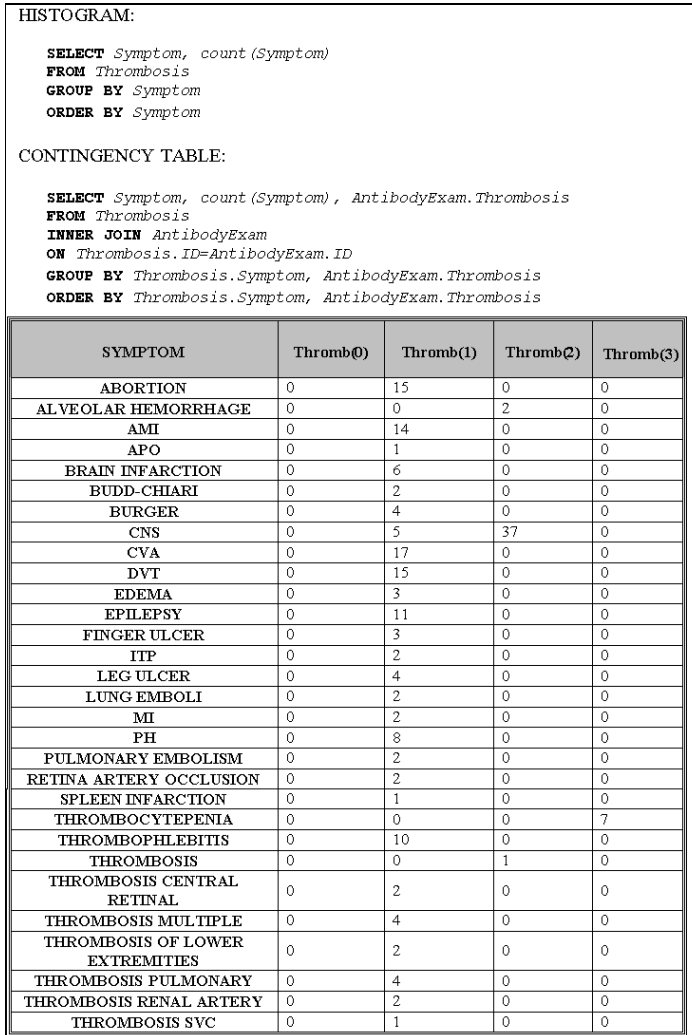 HISTOGRAM:
SELECT Symptom, count(Symptom)
FROM Thrombosis
GROUP BY Symptom
ORDER BY Symptom
CONTINGENCY TABLE:
SELECT Symptom, count(Symptom), AntibodyExam.Thrombosis
FROM Thrombosis
INNER JOIN AntibodyExam
ON Thrombosis.ID=AntibodyExam.ID
GROUP BY Thrombosis.Symptom, AntibodyExam.Thrombosis
ORDER BY Thrombosis.Symptom, AntibodyExam.Thrombosis
SYMPTOM Thromb(0) Thromb(1) Thromb(2) Thromb(3)
ABORTION 0 15 0 0
ALVEOLAR HEMORRHAGE 0 0 2 0
AMI 0 14 0 0
APO 0 1 0 0
BRAIN INFARCTION 0 6 0 0
BUDD-CHIARI 0 2 0 0
BURGER 0 4 0 0
CNS 0 5 37 0
CVA 0 17 0 0
DVT 0 15 0 0
EDEMA 0 3 0 0
EPILEPSY 0 11 0 0
FINGER ULCER 0 3 0 0
ITP 0 2 0 0
LEG ULCER 0 4 0 0
LUNG EMBOLI 0 2 0 0
MI 0 2 0 0
PH 0 8 0 0
PULMONARY EMBOLISM 0 2 0 0
RETINA ARTERY OCCLUSION 0 2 0 0
SPLEEN INFARCTION 0 1 0 0
THROMBOCYTEPENIA 0 0 0 7
THROMBOPHLEBITIS 0 10 0 0
THROMBOSIS 0 0 1 0
THROMBOSIS CENTRAL
RETINAL 0 2 0 0
THROMBOSIS MULTIPLE 0 4 0 0
THROMBOSIS OF LOWER
EXTREMITIES 0 2 0 0
THROMBOSIS PULMONARY 0 4 0 0
THROMBOSIS RENAL ARTERY 0 2 0 0
THROMBOSIS SVC 0 1 0 0